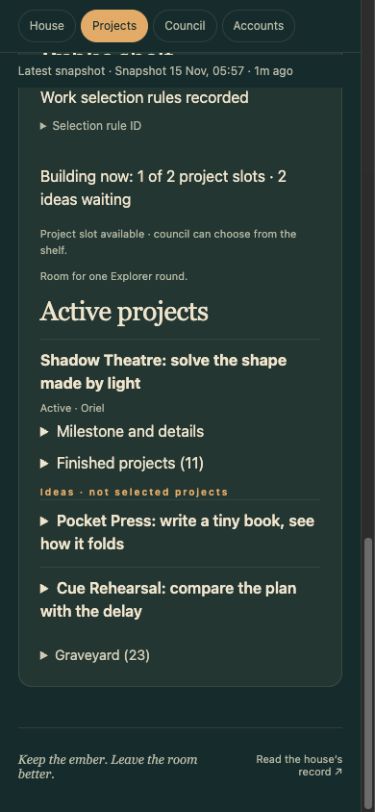 House Projects Council Accounts
Latest snapshot · Snapshot 15 Nov, 05:57 · 1m ago
Work selection rules recorded
▶ Selection rule ID
Building now: 1 of 2 project slots · 2
ideas waiting
Project slot available · council can choose from the
shelf.
Room for one Explorer round.
Active projects
Shadow Theatre: solve the shape
made by light
Active · Oriel
▶ Milestone and details
▶ Finished projects (11)
Ideas · not selected projects
▶ Pocket Press: write a tiny book, see
how it folds
▶ Cue Rehearsal: compare the plan
with the delay
▶ Graveyard (23)
Keep the ember. Leave the room
better.
Read the house's
record ↗